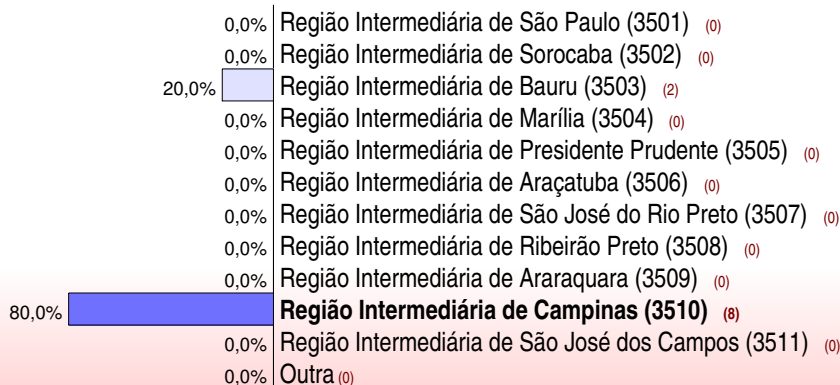 0,0% Região Intermediária de São Paulo (3501) (0)
0,0% Região Intermediária de Sorocaba (3502) (0)
20,0% Região Intermediária de Bauru (3503) (2)
0,0% Região Intermediária de Marília (3504) (0)
0,0% Região Intermediária de Presidente Prudente (3505) (0)
0,0% Região Intermediária de Araçatuba (3506) (0)
0,0% Região Intermediária de São José do Rio Preto (3507) (0)
0,0% Região Intermediária de Ribeirão Preto (3508) (0)
0,0% Região Intermediária de Araraquara (3509) (0)
80,0% Região Intermediária de Campinas (3510) (8)
0,0% Região Intermediária de São José dos Campos (3511) (0)
0,0% Outra (0)